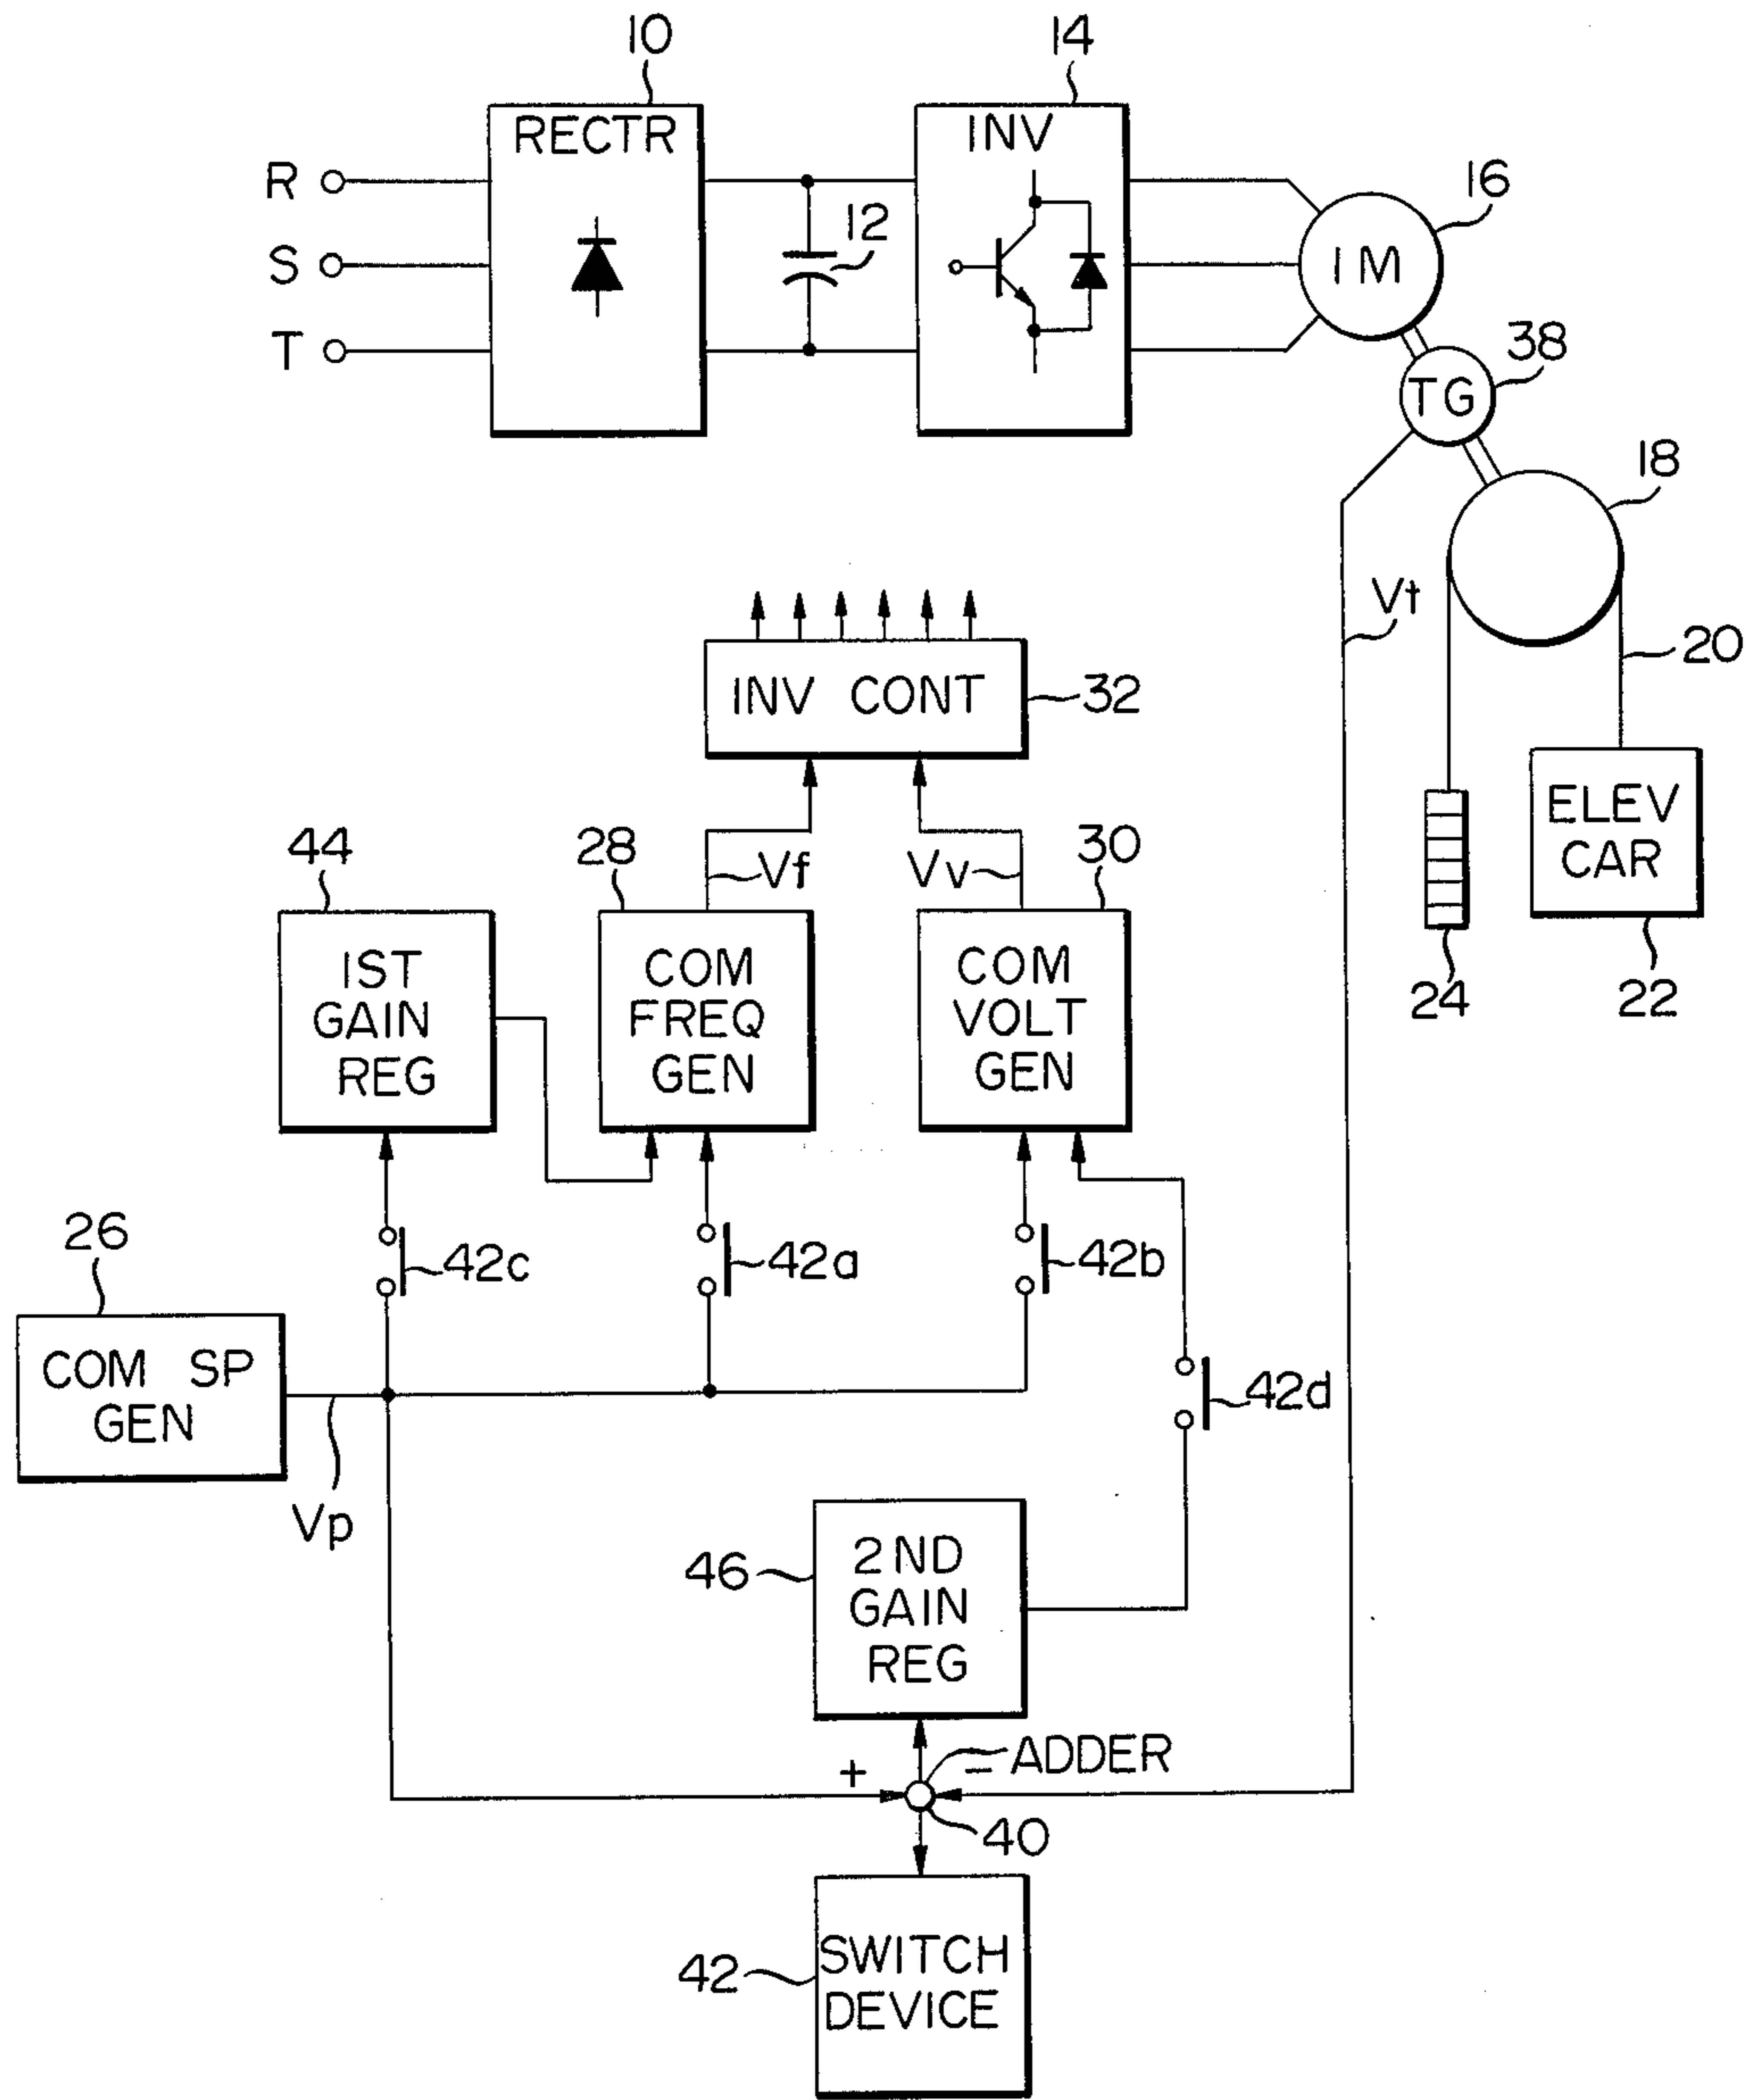 10
14
RECTR
INV
R
S
T
12
16
IM
38
TG
18
Vt
20
INV CONT
32
ELEV
CAR
44
28
Vf
Vv
30
24
22
1ST
GAIN
REG
COM
FREQ
GEN
COM
VOLT
GEN
26
42c
42a
42b
42d
COM SP
GEN
Vp
46
2ND
GAIN
REG
+
− ADDER
40
42
SWITCH
DEVICE